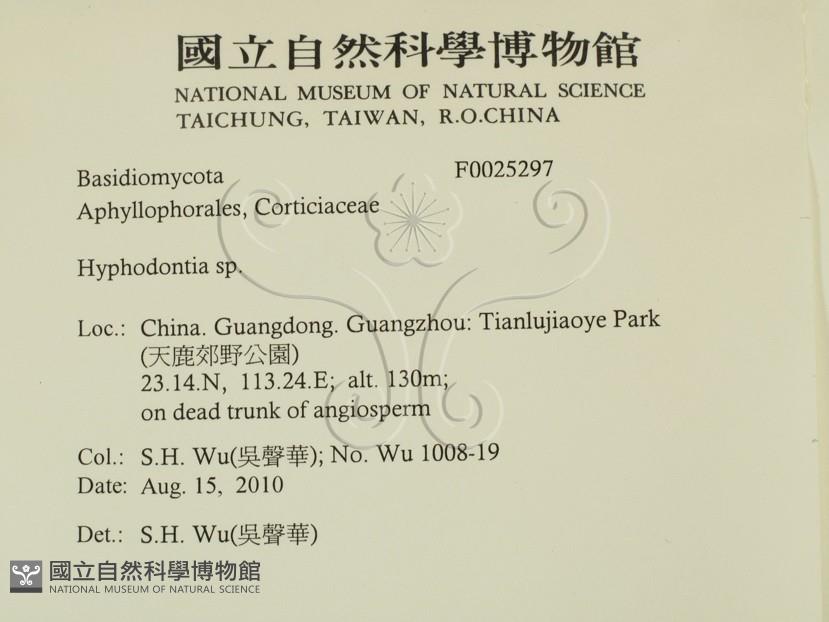 國立自然科學博物館
NATIONAL MUSEUM OF NATURAL SCIENCE
TAICHUNG, TAIWAN, R.O.CHINA
Basidiomycota F0025297
Aphyllophorales, Corticiaceae
Hyphodontia sp.
Loc.: China. Guangdong. Guangzhou: Tianlujiaoye Park
(天鹿郊野公園)
23.14.N, 113.24.E; alt. 130m;
on dead trunk of angiosperm
Col.: S.H. Wu(吳聲華); No. Wu 1008-19
Date: Aug. 15, 2010
Det.: S.H. Wu(吳聲華)
國立自然科學博物館
NATIONAL MUSEUM OF NATURAL SCIENCE